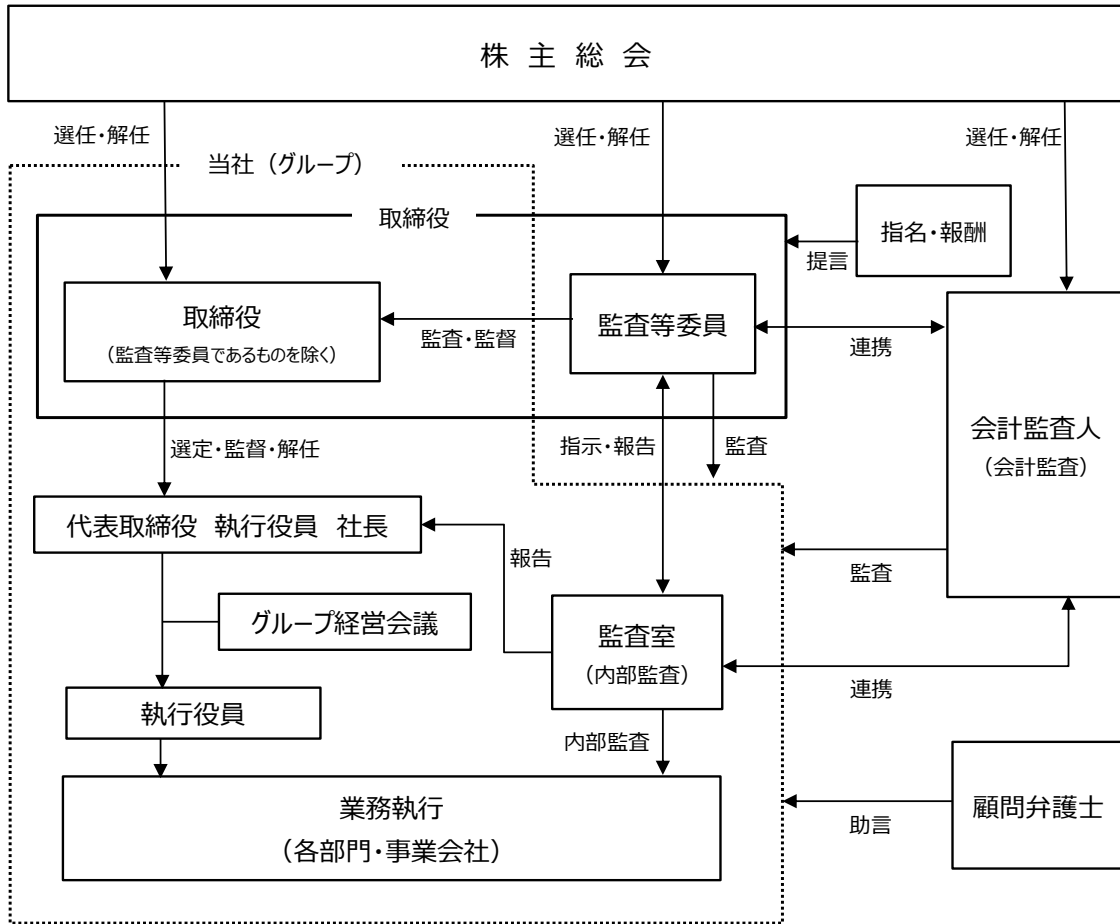 株 主 総 会
選任・解任
選任・解任
選任・解任
当社（グループ）
取締役
指名・報酬
提言
取締役
（監査等委員であるものを除く）
監査・監督
監査等委員
連携
会計監査人
（会計監査）
選定・監督・解任
指示・報告
監査
代表取締役　執行役員　社長
報告
監査
グループ経営会議
監査室
（内部監査）
連携
執行役員
内部監査
業務執行
（各部門・事業会社）
助言
顧問弁護士